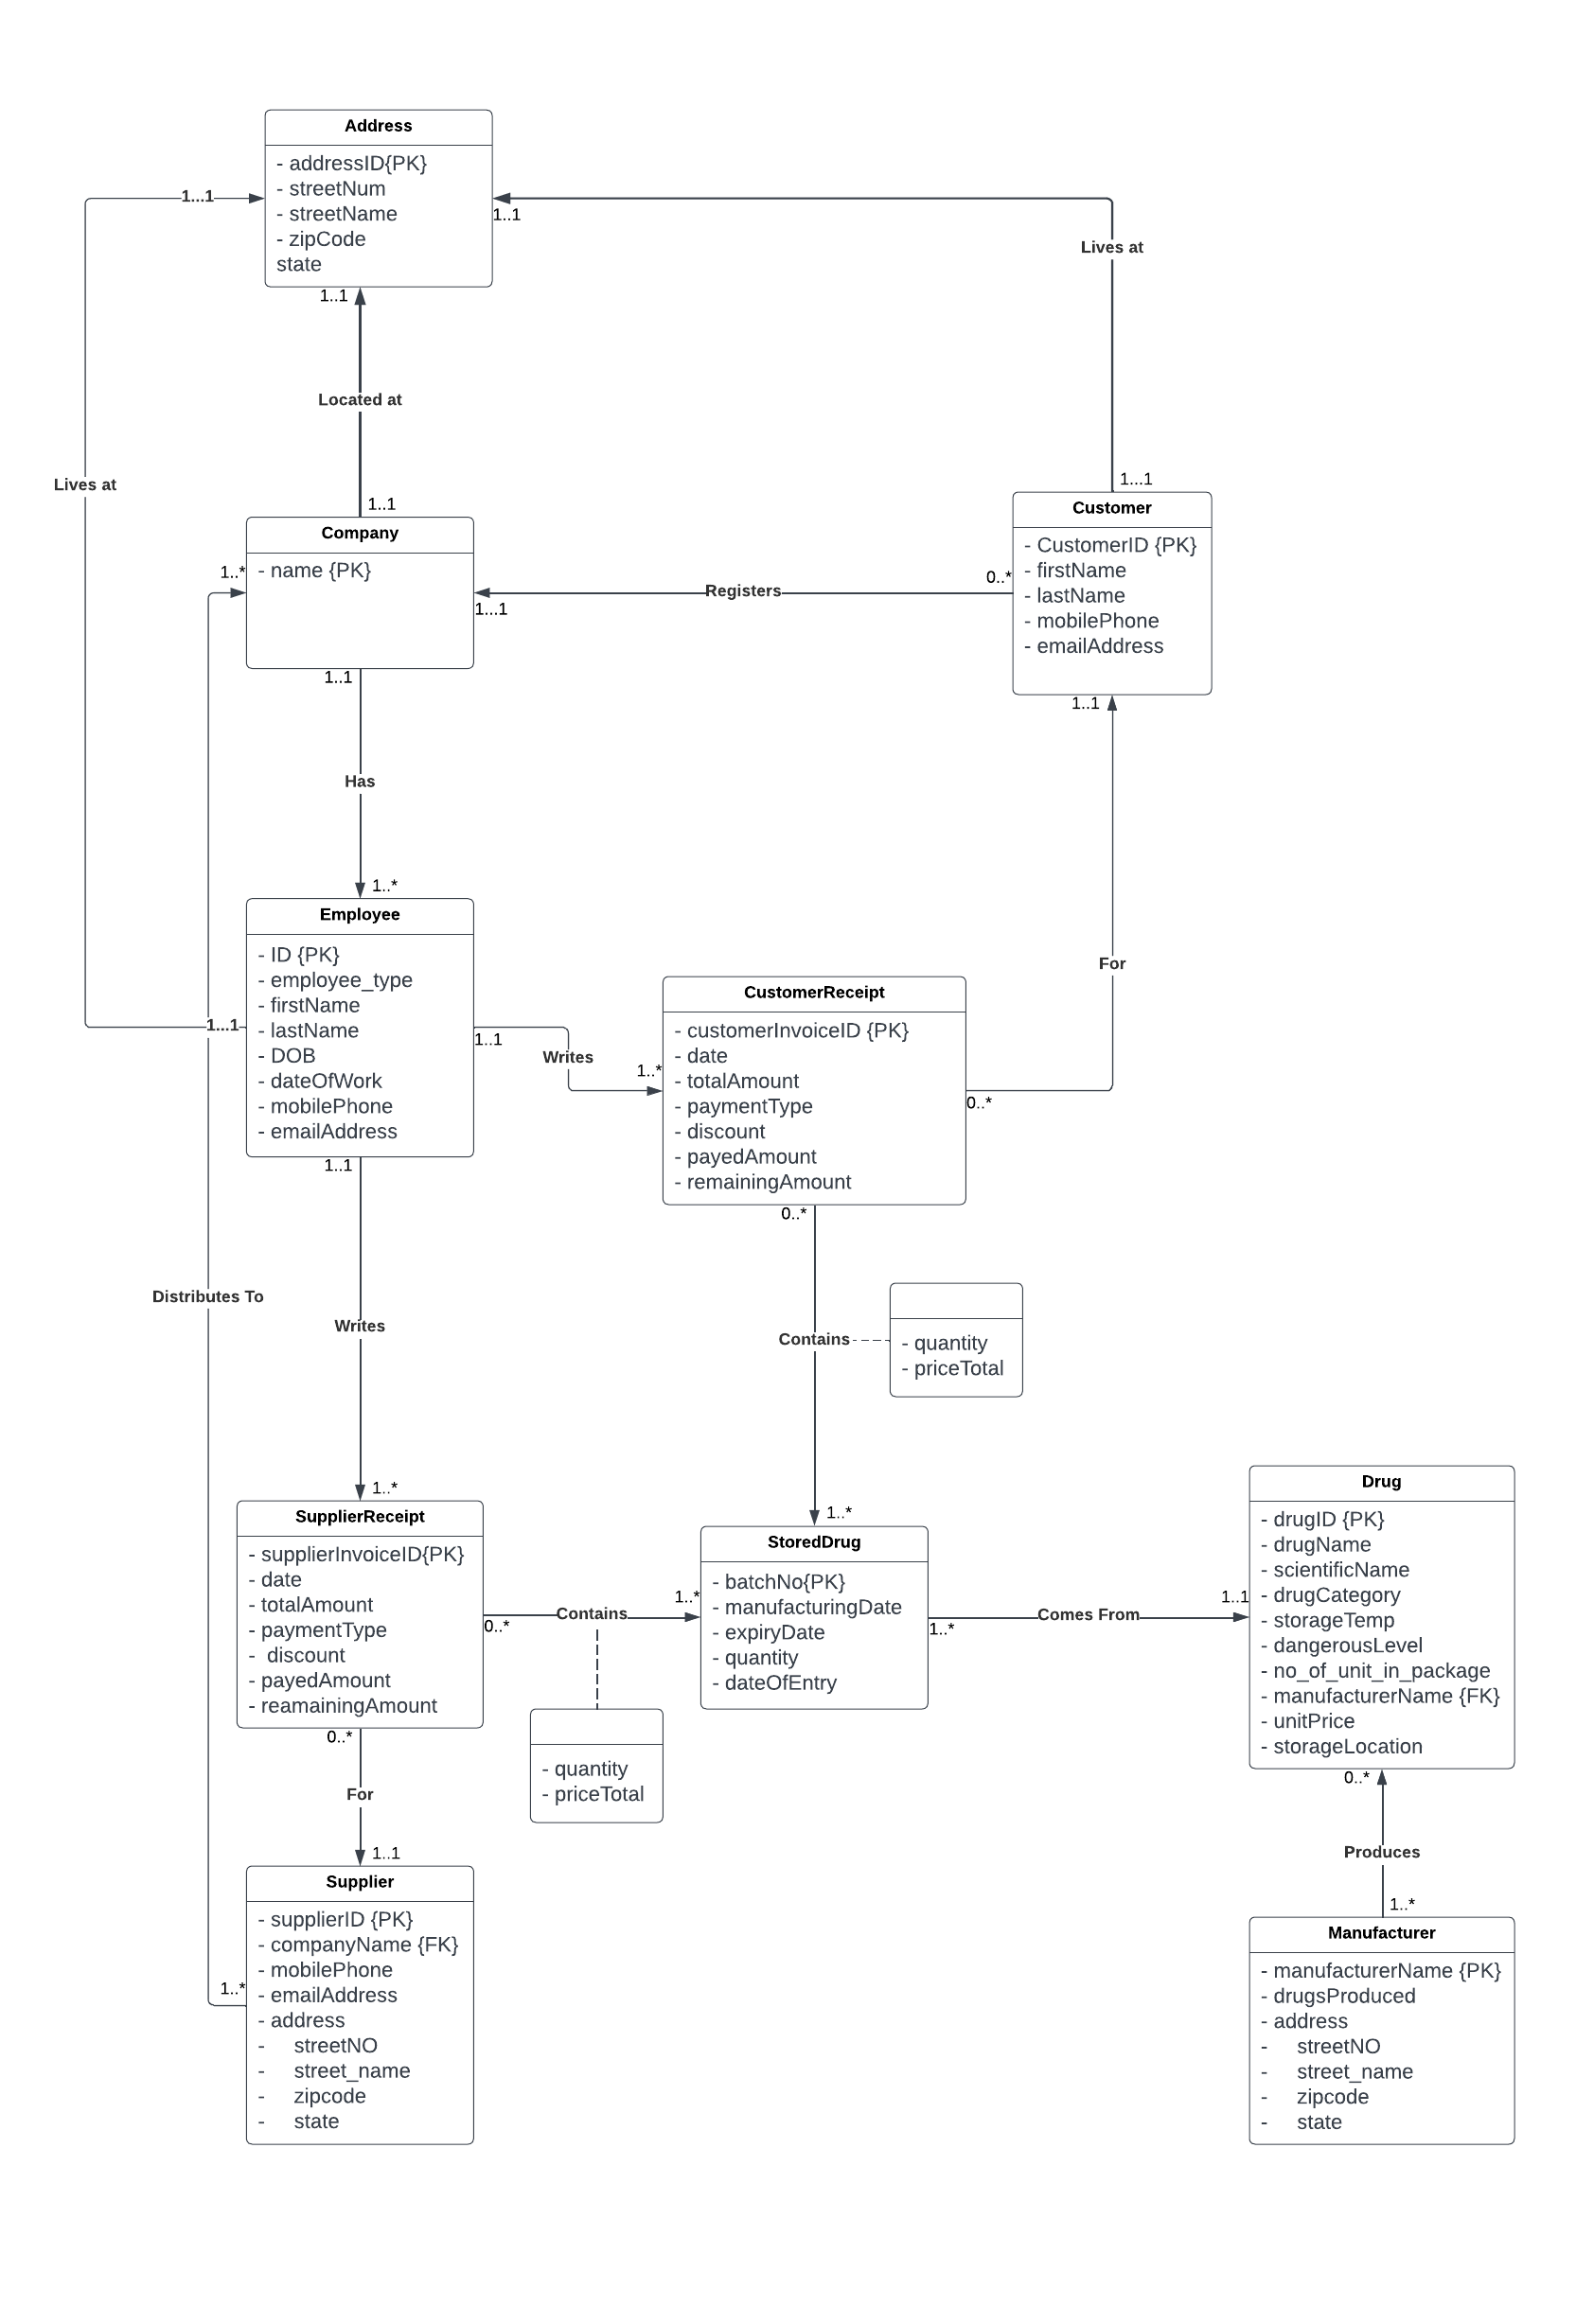 Address
- addressID{PK}
- streetNum
- streetName
- zipCode
state
1...1
1..1
Lives at
1..1
Located at
Lives at
1..1
1...1
Company
- name {PK}
1..*
Registers
1...1
0..*
Customer
- CustomerID {PK}
- firstName
- lastName
- mobilePhone
- emailAddress
1..1
1..1
Has
1..*
Employee
- ID {PK}
- employee_type
- firstName
- lastName
- DOB
- dateOfWork
- mobilePhone
- emailAddress
1...1
1..1
Writes
1..*
For
CustomerReceipt
- customerInvoiceID {PK}
- date
- totalAmount
- paymentType
- discount
- payedAmount
- remainingAmount
0..*
1..1
0..*
Distributes To
Writes
Contains
- quantity
- priceTotal
1..*
1..*
SupplierReceipt
- supplierInvoiceID{PK}
- date
- totalAmount
- paymentType
-  discount
- payedAmount
- reamainingAmount
0..*
Contains
1..*
- quantity
- priceTotal
StoredDrug
- batchNo{PK}
- manufacturingDate
- expiryDate
- quantity
- dateOfEntry
1..*
Comes From
1..1
Drug
- drugID {PK}
- drugName
- scientificName
- drugCategory
- storageTemp
- dangerousLevel
- no_of_unit_in_package
- manufacturerName {FK}
- unitPrice
- storageLocation
0..*
For
1..1
0..*
Produces
1..*
Supplier
- supplierID {PK}
- companyName {FK}
- mobilePhone
- emailAddress
- address
-     streetNO
-     street_name
-     zipcode
-     state
1..*
Manufacturer
- manufacturerName {PK}
- drugsProduced
- address
-     streetNO
-     street_name
-     zipcode
-     state